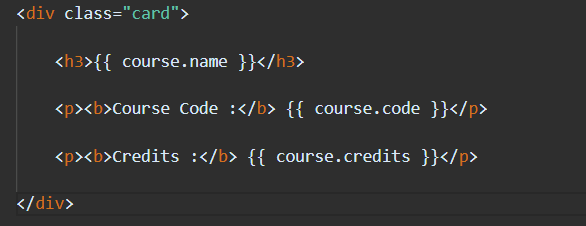 <div class="card">
<h3>{{ course.name }}</h3>
<p><b>Course Code :</b> {{ course.code }}</p>
<p><b>Credits :</b> {{ course.credits }}</p>
</div>